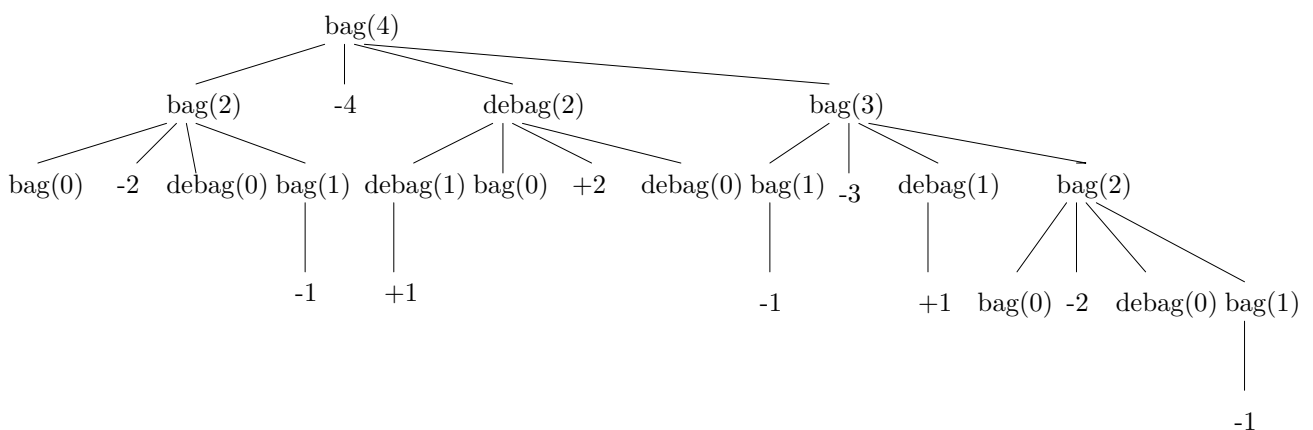 bag(4)
bag(2) -4 debag(2) bag(3)
bag(0) -2 debag(0) bag(1) debag(1) bag(0) +2 debag(0) bag(1) -3 debag(1) bag(2)
-1 +1 -1 +1 bag(0) -2 debag(0) bag(1)
-1